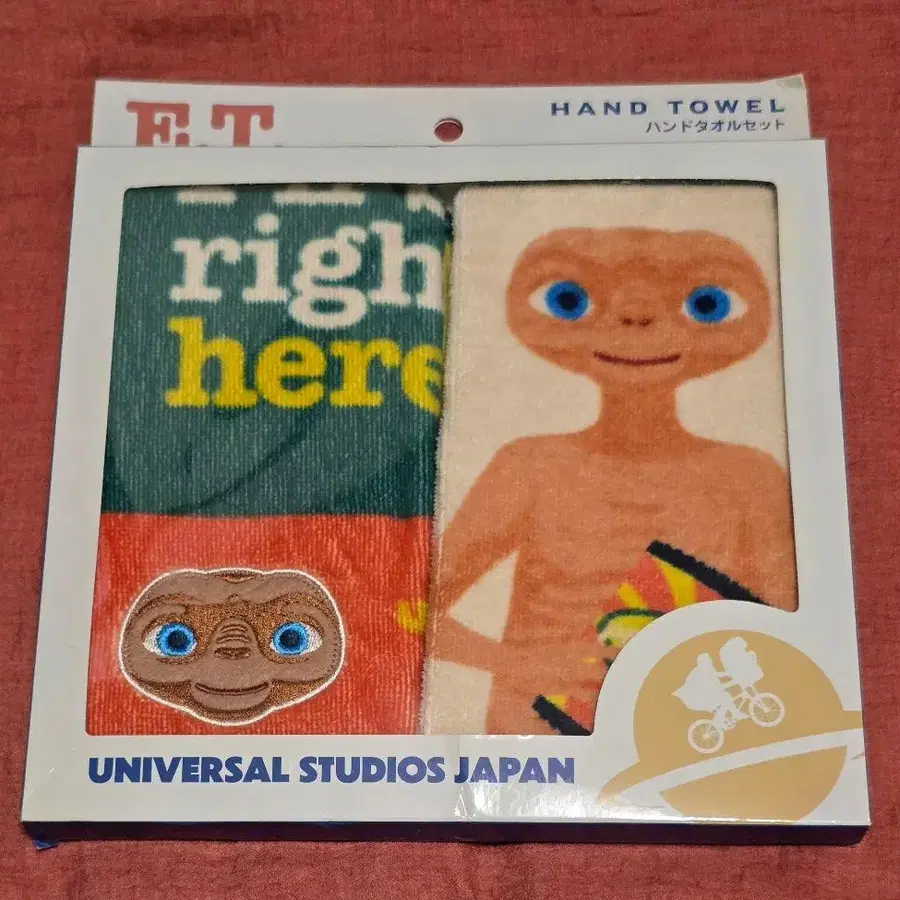 E.T.
HAND TOWEL
ハンドタオルセット
righ
here
UNIVERSAL STUDIOS JAPAN